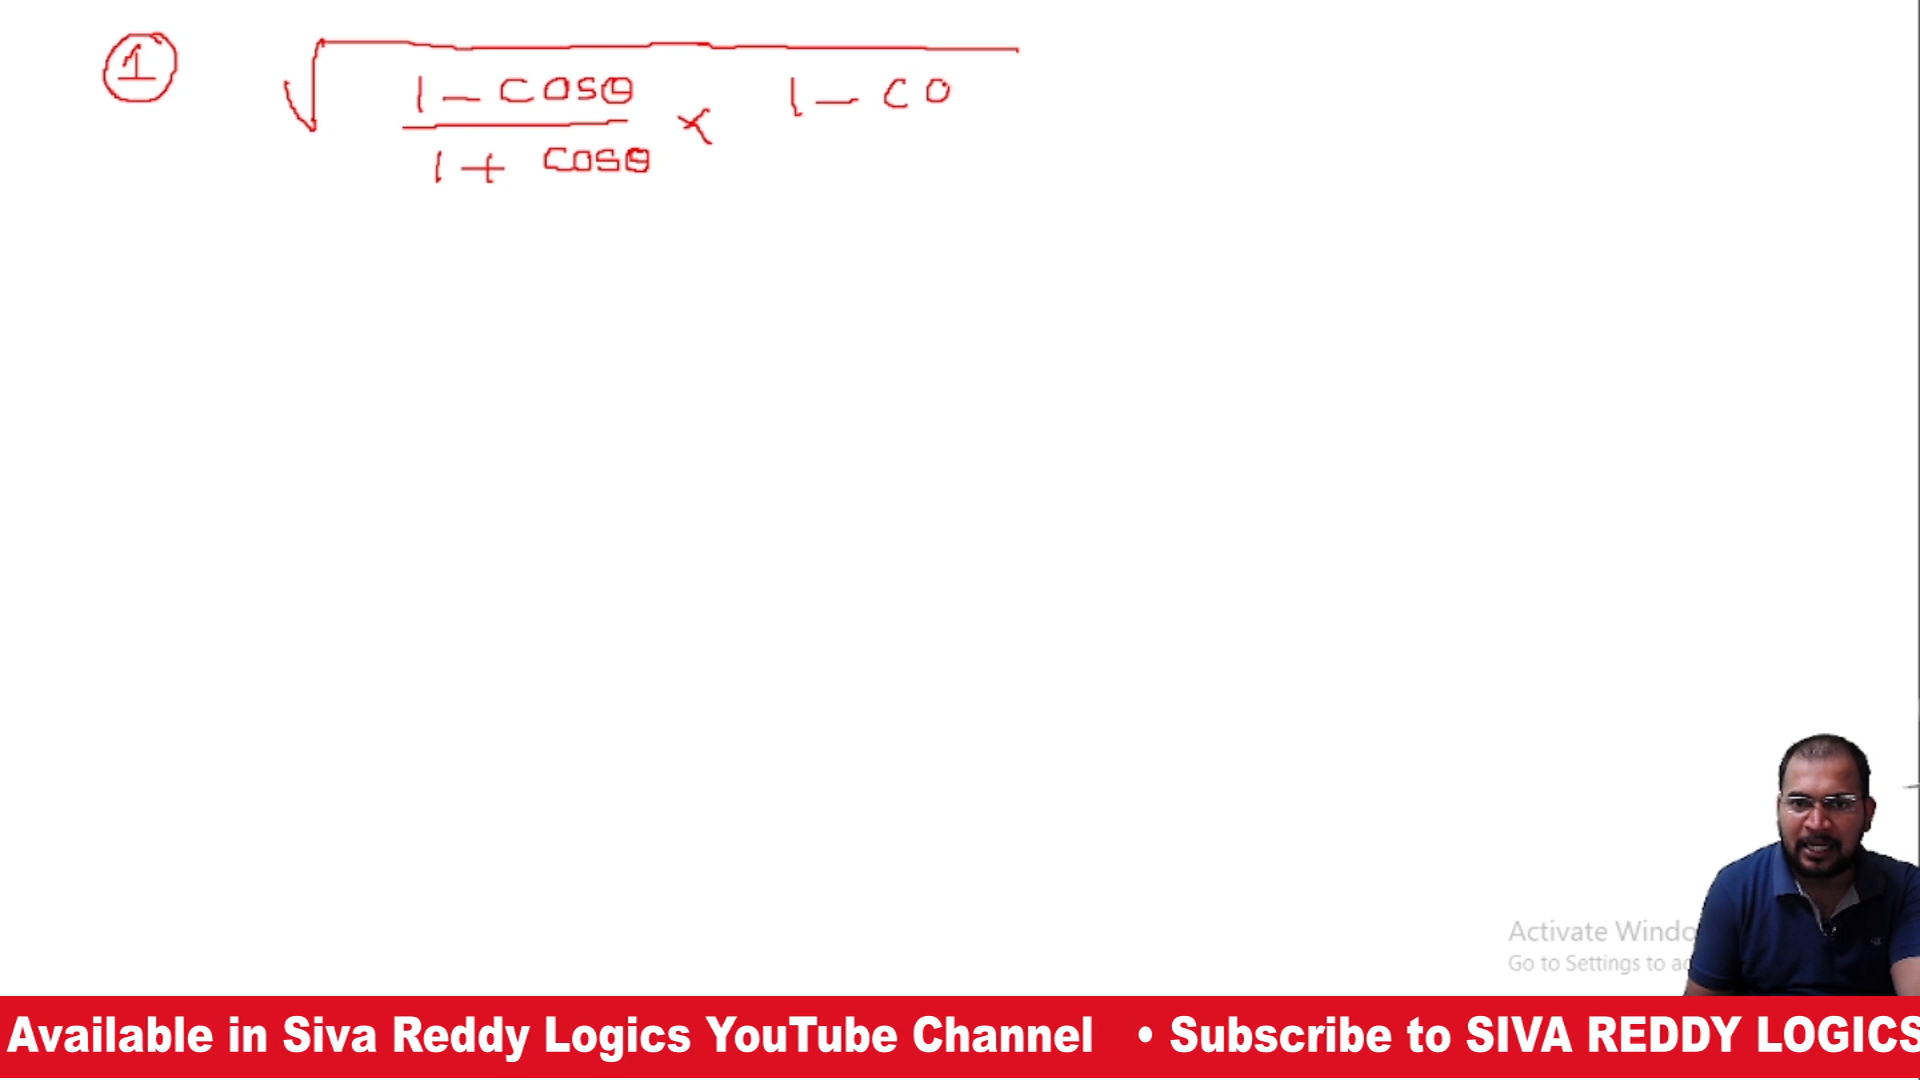 ① √ 1 - cosθ / 1 + cosθ × 1 - co
Activate Windo
Go to Settings to ac
Available in Siva Reddy Logics YouTube Channel • Subscribe to SIVA REDDY LOGICS